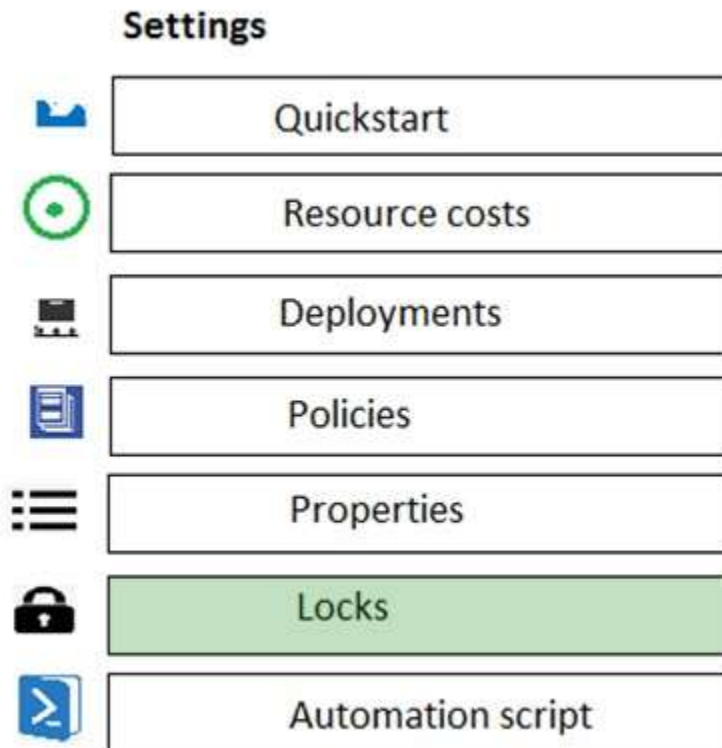 Settings
Quickstart
Resource costs
Deployments
Policies
Properties
Locks
Automation script